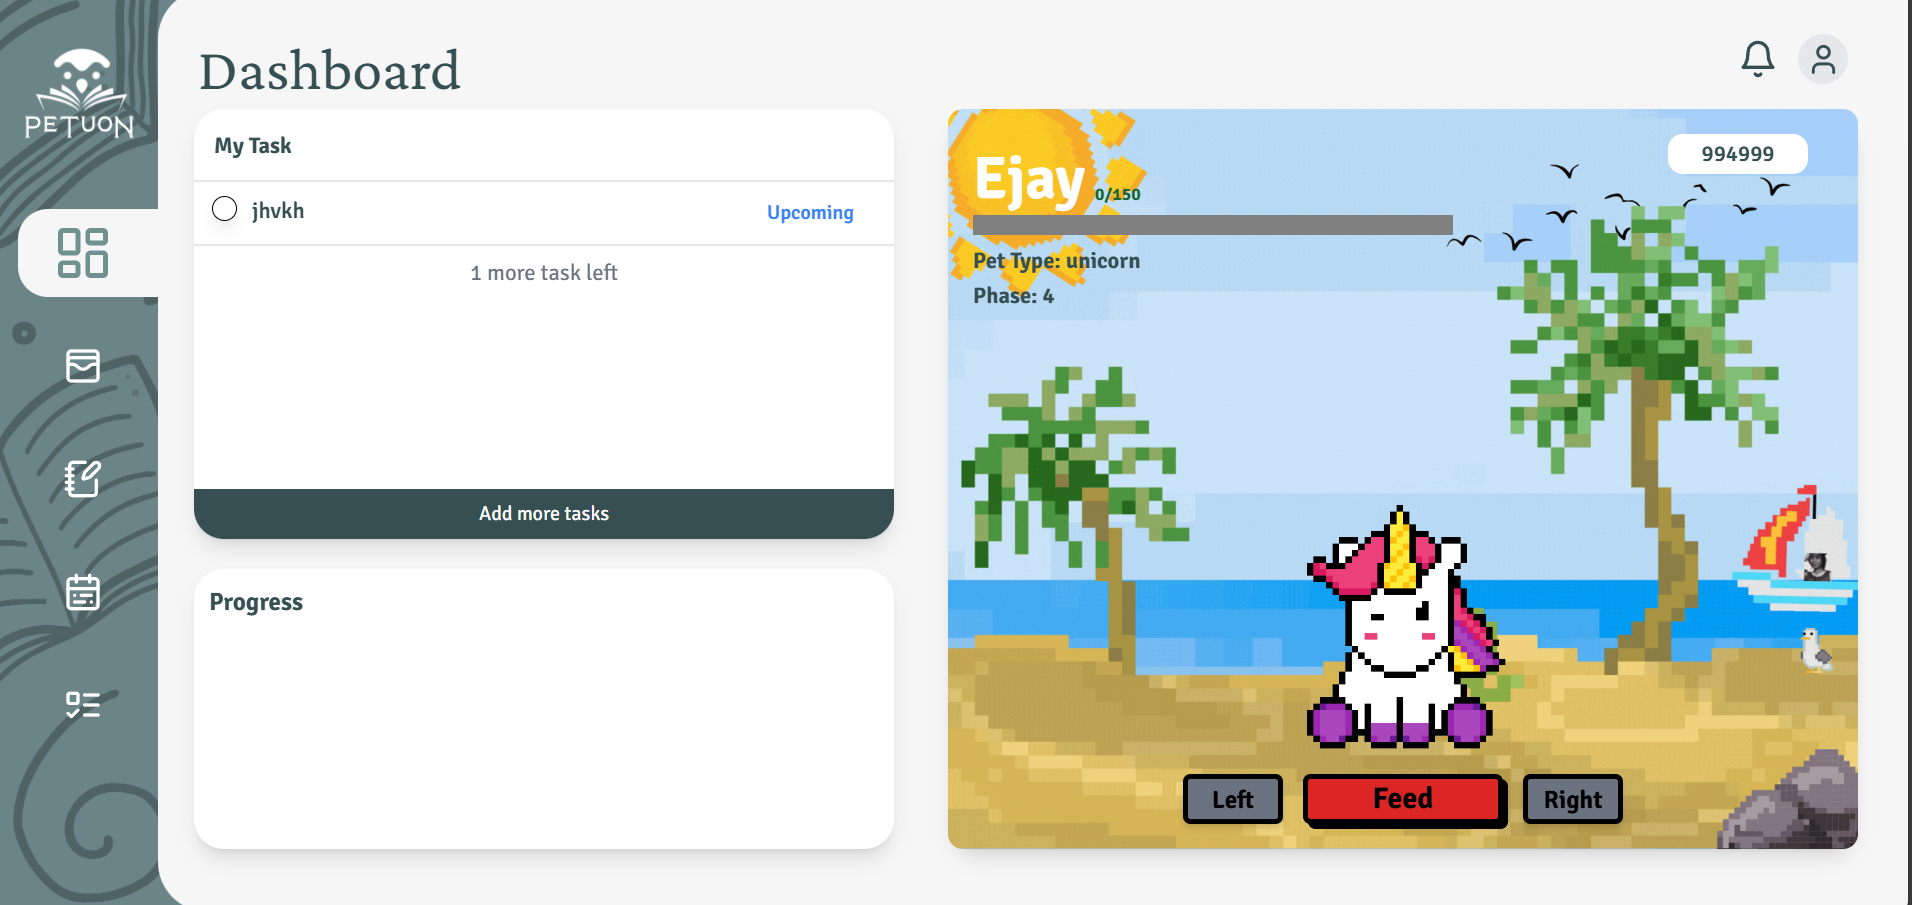 PETUON
Dashboard
My Task
jhvkh
Upcoming
1 more task left
Add more tasks
Progress
994999
Ejay 0/150
Pet Type: unicorn
Phase: 4
Left
Feed
Right